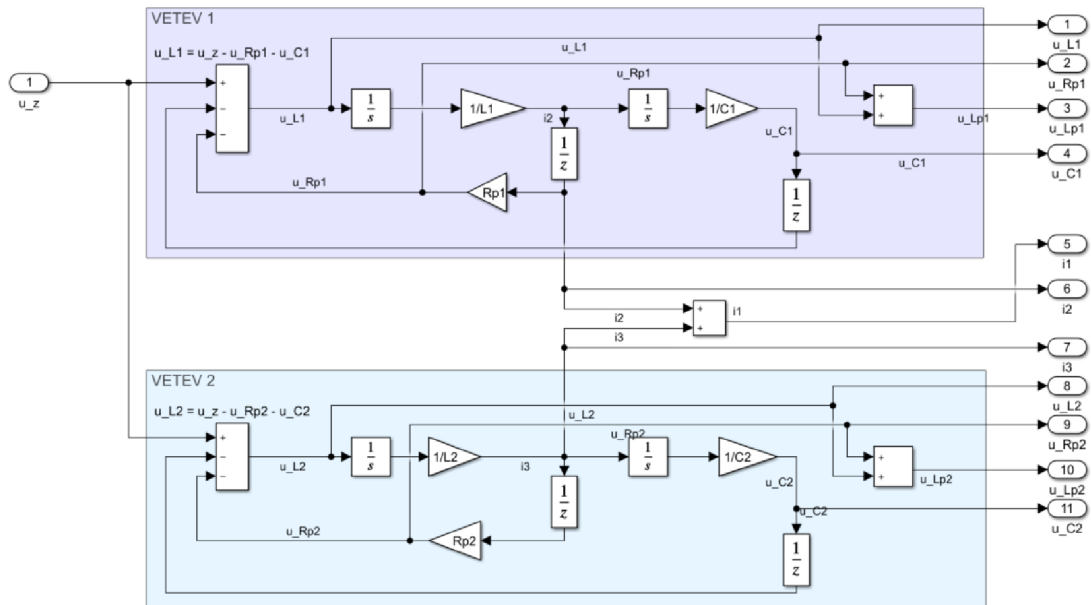 VETEV 1
1
u_L1
u_L1 = u_z - u_Rp1 - u_C1
u_L1
2
u_Rp1
1
u_z
u_Rp1
+
−
−
u_L1
1
s
1/L1
i2
1
s
1/C1
u_C1
+
+
u_Lp1
3
u_Lp1
1
z
u_C1
4
u_C1
u_Rp1
Rp1
1
z
5
i1
6
i2
+
+
i2
i1
i3
7
i3
VETEV 2
8
u_L2
u_L2 = u_z - u_Rp2 - u_C2
u_L2
9
u_Rp2
u_Rp2
+
−
−
u_L2
1
s
1/L2
i3
1
s
1/C2
u_C2
+
+
u_Lp2
10
u_Lp2
1
z
u_C2
11
u_C2
u_Rp2
Rp2
1
z